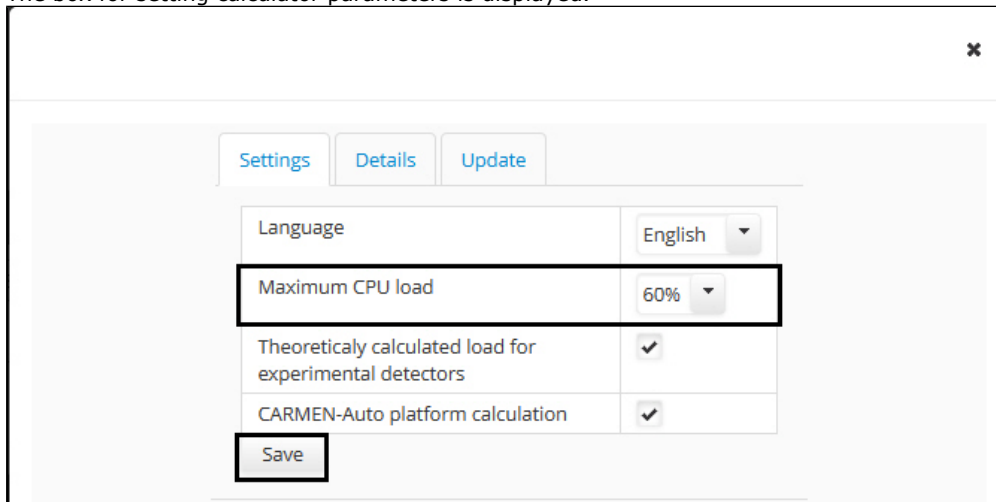 The box for setting calculator parameters is displayed.
Settings Details Update
Language English
Maximum CPU load 60%
Theoreticaly calculated load for
experimental detectors
CARMEN-Auto platform calculation
Save